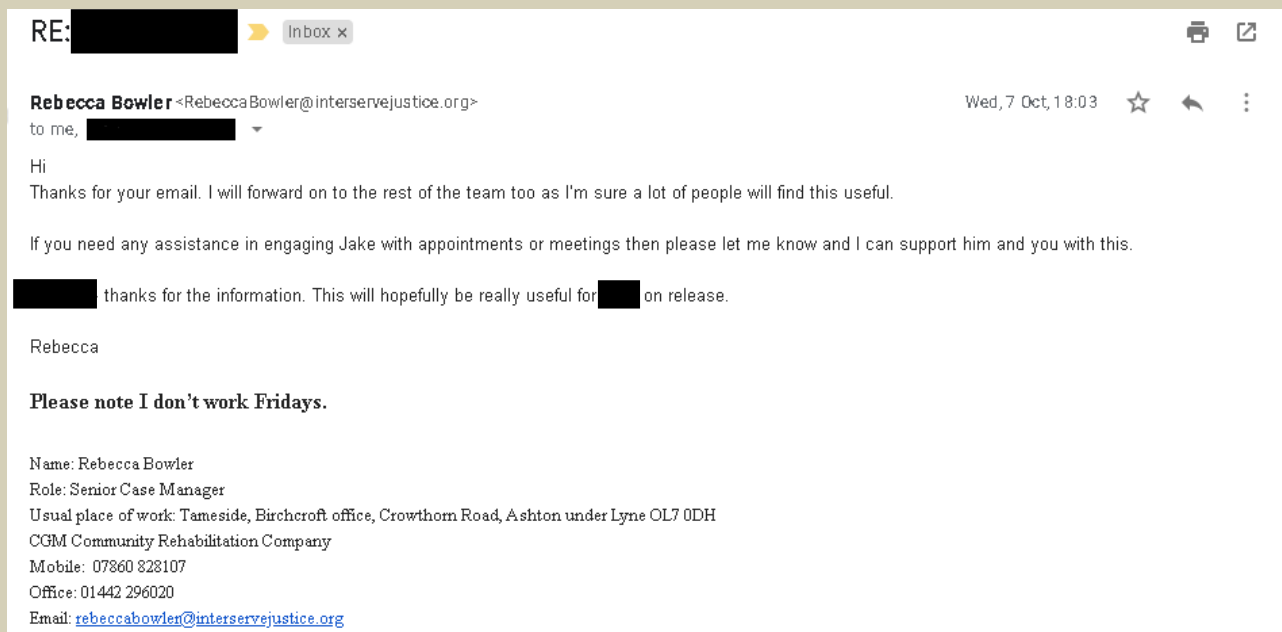 RE:
Inbox x
Rebecca Bowler <RebeccaBowler@interservejustice.org>
Wed, 7 Oct, 18:03
to me,
Hi
Thanks for your email. I will forward on to the rest of the team too as I'm sure a lot of people will find this useful.
If you need any assistance in engaging Jake with appointments or meetings then please let me know and I can support him and you with this.
thanks for the information. This will hopefully be really useful for on release.
Rebecca
Please note I don't work Fridays.
Name: Rebecca Bowler
Role: Senior Case Manager
Usual place of work: Tameside, Birchcroft office, Crowthorn Road, Ashton under Lyne OL7 0DH
CGM Community Rehabilitation Company
Mobile: 07860 828107
Office: 01442 296020
Email: rebeccabowler@interservejustice.org